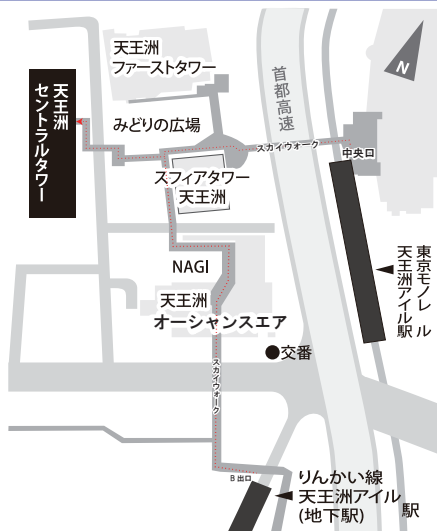 天王洲
ファーストタワー
首都高速
N
天王洲
セントラルタワー
みどりの広場
スカイウォーク
中央口
スフィアタワー
天王洲
東京モノレール
天王洲アイル駅
NAGI
天王洲
オーシャンスエア
交番
スカイウォーク
B出口
りんかい線
天王洲アイル
(地下駅)
駅